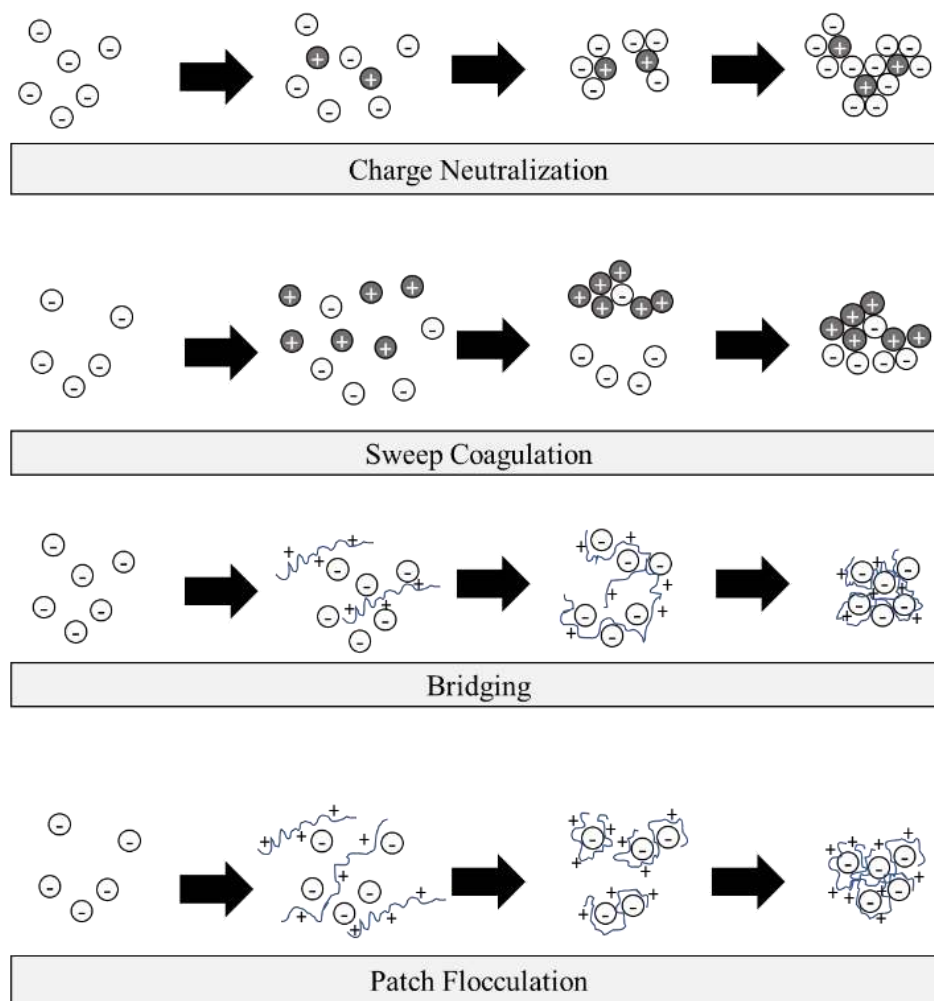 Charge Neutralization
Sweep Coagulation
Bridging
Patch Flocculation